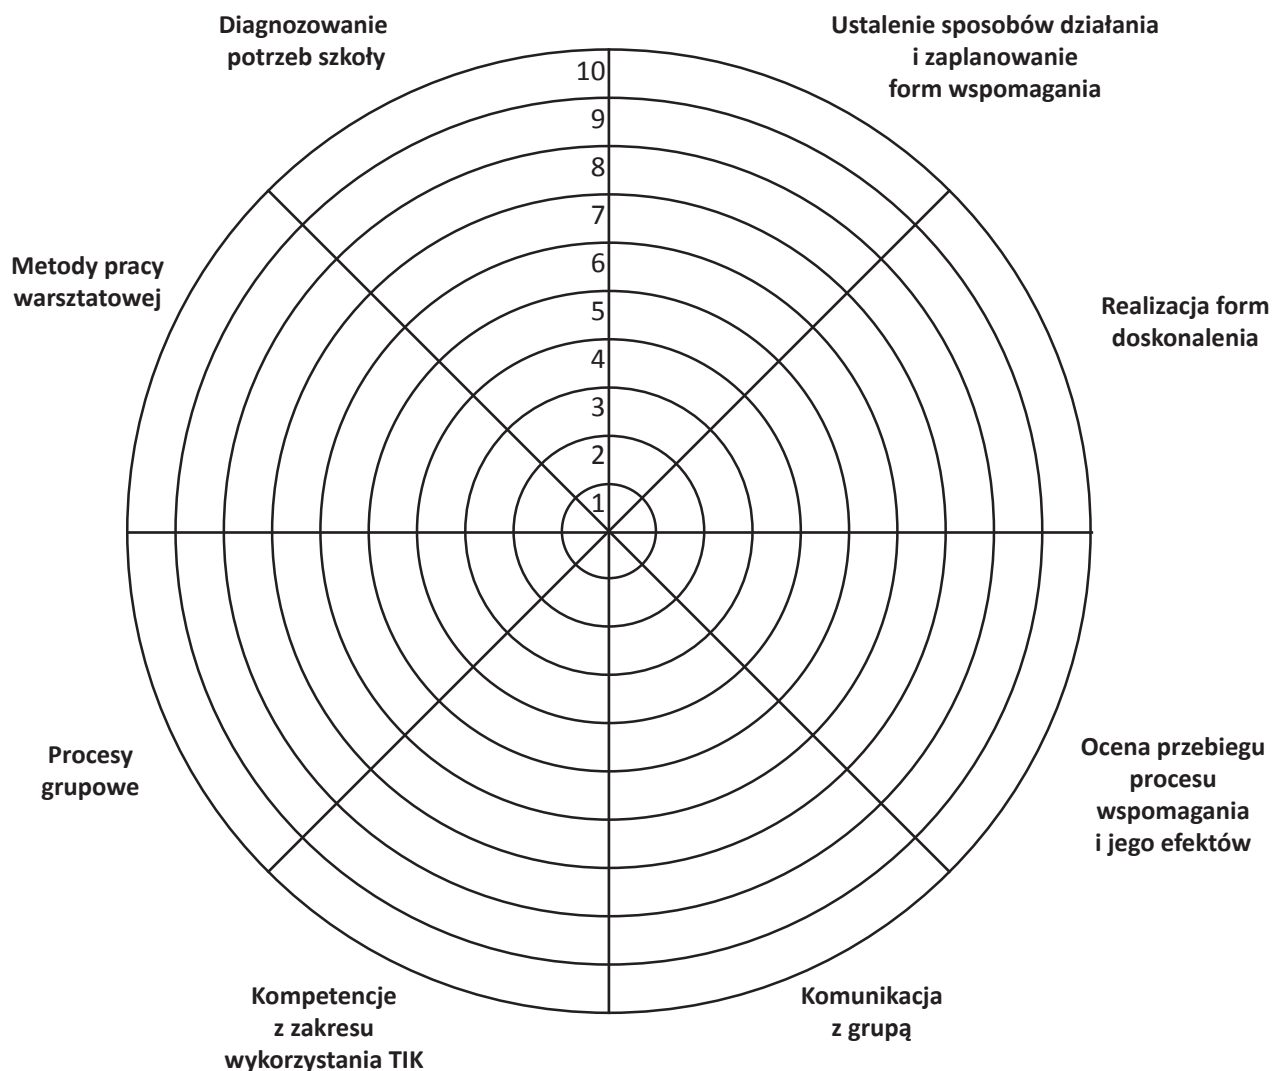 Diagnozowanie
potrzeb szkoły
Ustalenie sposobów działania
i zaplanowanie
form wspomagania
10
9
8
7
6
5
4
3
2
1
Metody pracy
warsztatowej
Realizacja form
doskonalenia
Procesy
grupowe
Ocena przebiegu
procesu
wspomagania
i jego efektów
Kompetencje
z zakresu
wykorzystania TIK
Komunikacja
z grupą